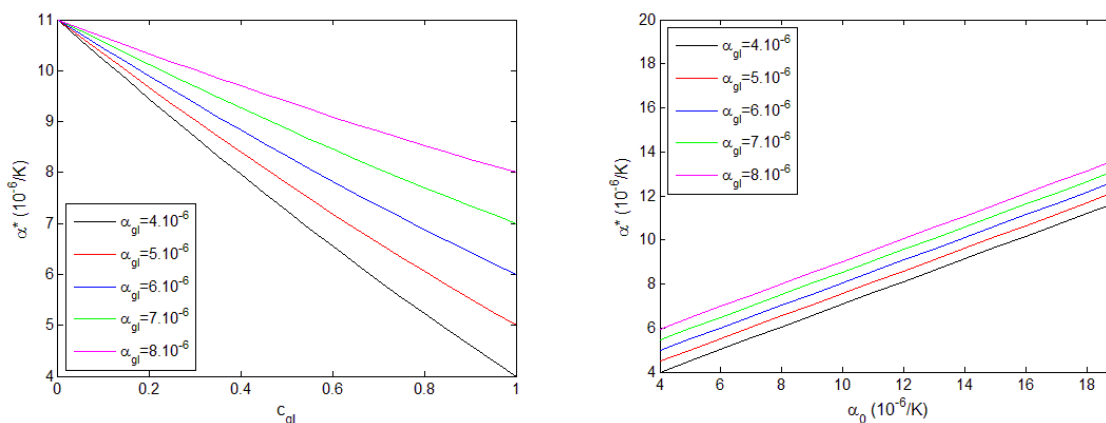 11
10
9
8
7
6
5
4
α* (10⁻⁶/K)
α_gl=4.10⁻⁶
α_gl=5.10⁻⁶
α_gl=6.10⁻⁶
α_gl=7.10⁻⁶
α_gl=8.10⁻⁶
0 0.2 0.4 0.6 0.8 1
c_gl
20
18
16
14
12
10
8
6
4
α* (10⁻⁶/K)
α_gl=4.10⁻⁶
α_gl=5.10⁻⁶
α_gl=6.10⁻⁶
α_gl=7.10⁻⁶
α_gl=8.10⁻⁶
4 6 8 10 12 14 16 18
α₀ (10⁻⁶/K)